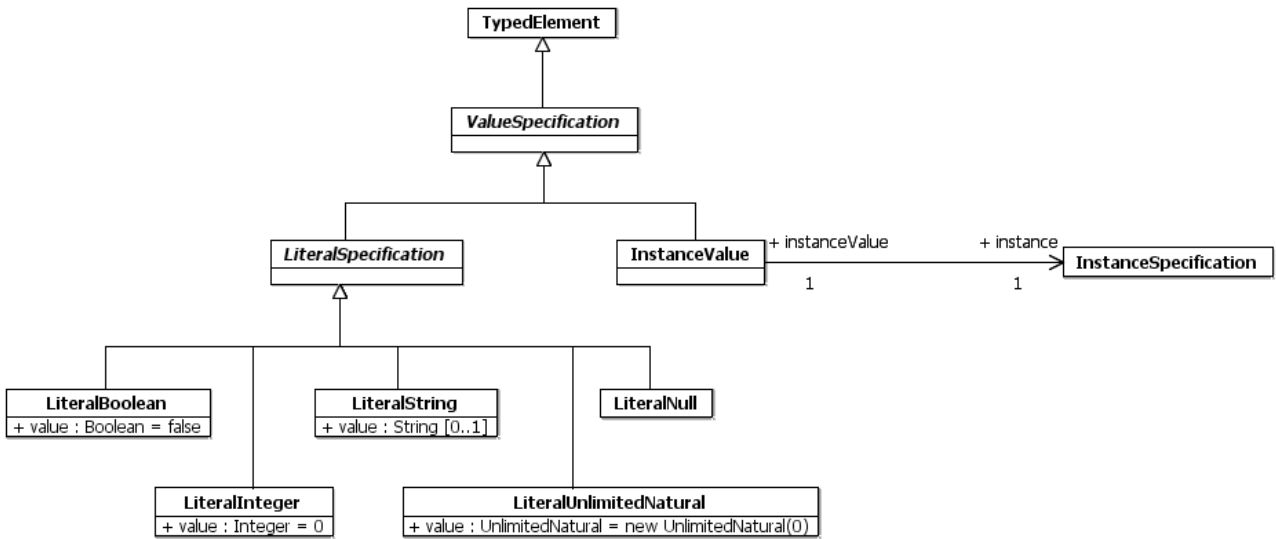 TypedElement
ValueSpecification
LiteralSpecification
InstanceValue
+ instanceValue
+ instance
1
1
InstanceSpecification
LiteralBoolean
+ value : Boolean = false
LiteralString
+ value : String [0..1]
LiteralNull
LiteralInteger
+ value : Integer = 0
LiteralUnlimitedNatural
+ value : UnlimitedNatural = new UnlimitedNatural(0)